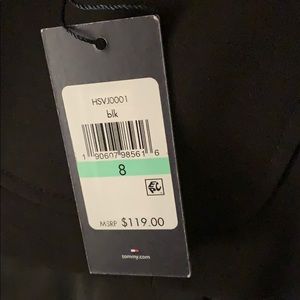 HSVJ0001
blk
1 90607 98561 6
8
MSRP $119.00
tommy.com